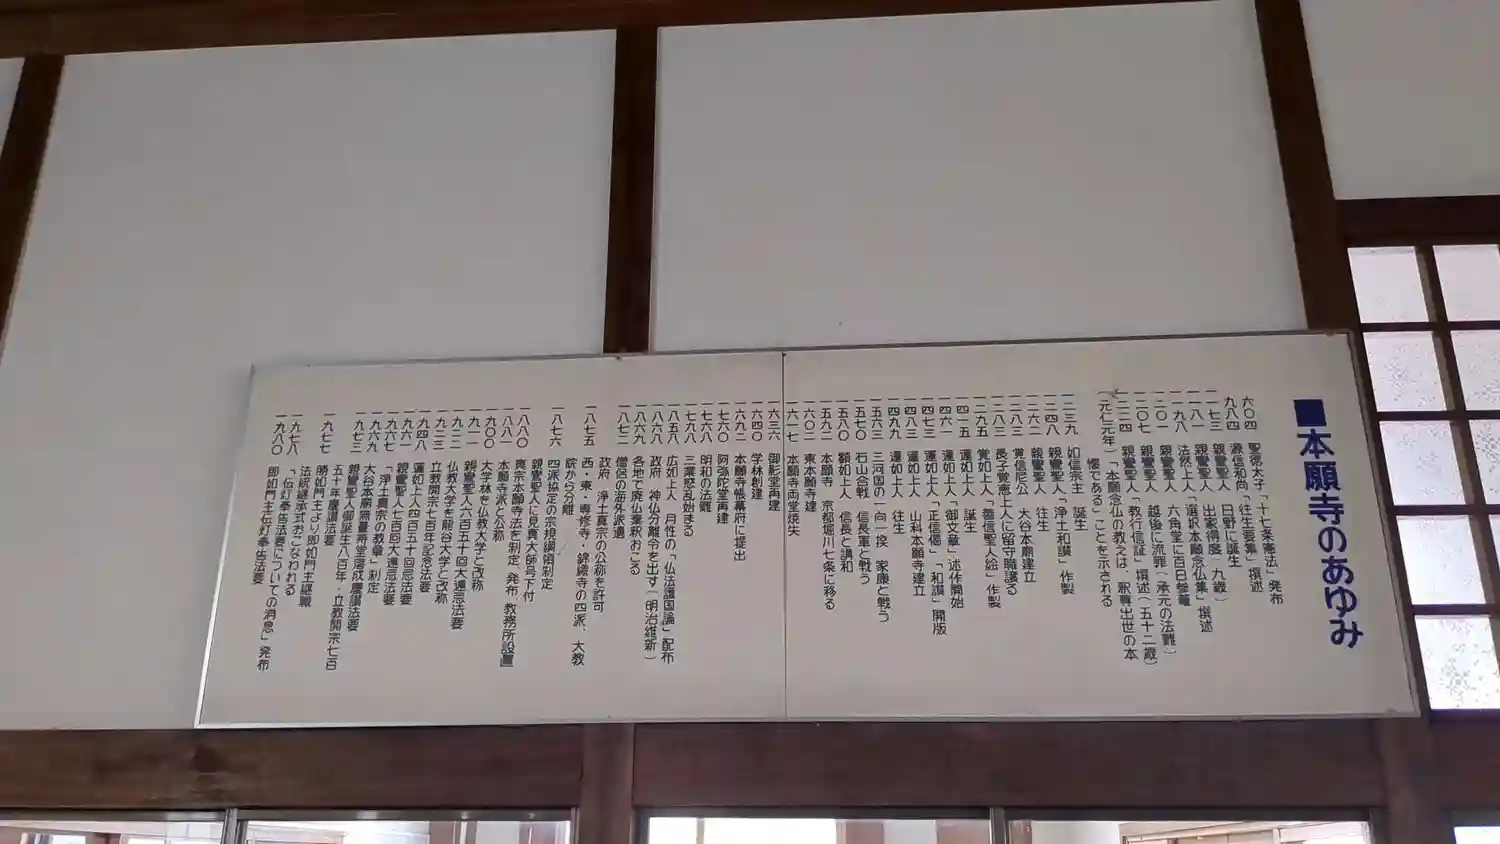 ■本願寺のあゆみ
六〇四 聖徳太子「十七条憲法」発布
九八四 源信和尚「往生要集」撰述
一一七三 親鸞聖人 日野に誕生
一一八一 親鸞聖人 出家得度(九歳)
一一九八 法然上人「選択本願念仏集」撰述
一二〇一 親鸞聖人 六角堂に百日参籠
一二〇七 親鸞聖人 越後に流罪(承元の法難)
一二二四 親鸞聖人「教行信証」撰述(五十二歳)
(元仁元年)「本願念仏の教えは、釈尊出世の本
懐である」ことを示される
一二三九 如信宗主 誕生
一二四八 親鸞聖人「浄土和讃」作製
一二六二 親鸞聖人 往生
覚信尼公 大谷本廟建立
一二八三 長子覚恵上人に留守職譲る
一二九五 覚如上人「善信聖人絵」作製
一四一五 蓮如上人 誕生
一四六一 蓮如上人「御文章」述作開始
一四七三 蓮如上人「正信偈」「和讃」開版
一四八三 蓮如上人 山科本願寺建立
一四九九 蓮如上人 往生
一五六三 三河国の一向一揆 家康と戦う
一五七〇 石山合戦 信長軍と戦う
一五八〇 顕如上人 信長と講和
一五九二 本願寺 京都堀川七条に移る
一六〇二 東本願寺建
一六一七 本願寺両堂焼失
一六三六 御影堂再建
一六四〇 学林創建
一六九二 本願寺帳幕府に提出
一七六〇 阿弥陀堂再建
一七六八 明和の法難
一七九八 三業惑乱始まる
一八五八 広如上人 月性の「仏法護国論」配布
一八六八 政府 神仏分離令を出す(明治維新)
一八六九 各地で廃仏棄釈おこる
一八七二 僧侶の海外派遣
政府 浄土真宗の公称を許可
一八七五 西・東・専修寺・錦織寺の四派、大教
院から分離
一八七六 四派協定の宗規綱領制定
親鸞聖人に見真大師号下付
一八八〇 真宗本願寺法を制定 発布 教務所設置
一八八一 本願寺派と公称
一九〇〇 大学林を仏教大学と改称
一九一一 親鸞聖人六百五十回大遠忌法要
一九二二 仏教大学を龍谷大学と改称
一九二三 立教開宗七百年記念法要
一九四八 蓮如上人四百五十回忌法要
一九六一 親鸞聖人七百回大遠忌法要
一九六七 「浄土真宗の教章」制定
一九六九 大谷本廟無量寿堂落成慶讃法要
一九七三 親鸞聖人御誕生八百年・立教開宗七百
五十年慶讃法要
一九七七 勝如門主より即如門主継職
法統継承式おこなわれる
一九七八 「伝灯奉告法要についての消息」発布
一九八〇 即如門主伝灯奉告法要